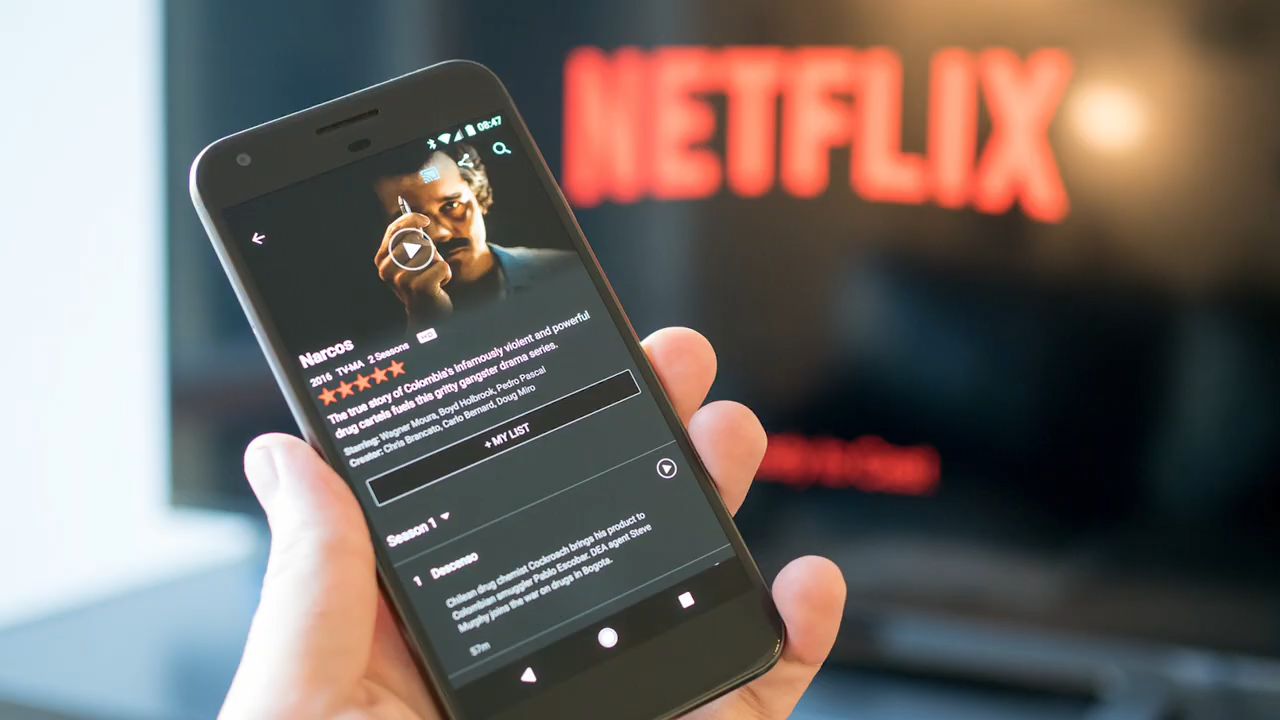 NETFLIX
08:47
Narcos
2016 TV-MA 2 Seasons HD
The true story of Colombia's infamously violent and powerful
drug cartels fuels this gritty gangster drama series.
Starring: Wagner Moura, Boyd Holbrook, Pedro Pascal
Creator: Chris Brancato, Carlo Bernard, Doug Miro
+ MY LIST
Season 1
1 Descenso
Chilean drug chemist Cockroach brings his product to
Colombian smuggler Pablo Escobar. DEA agent Steve
Murphy joins the war on drugs in Bogota.
57m